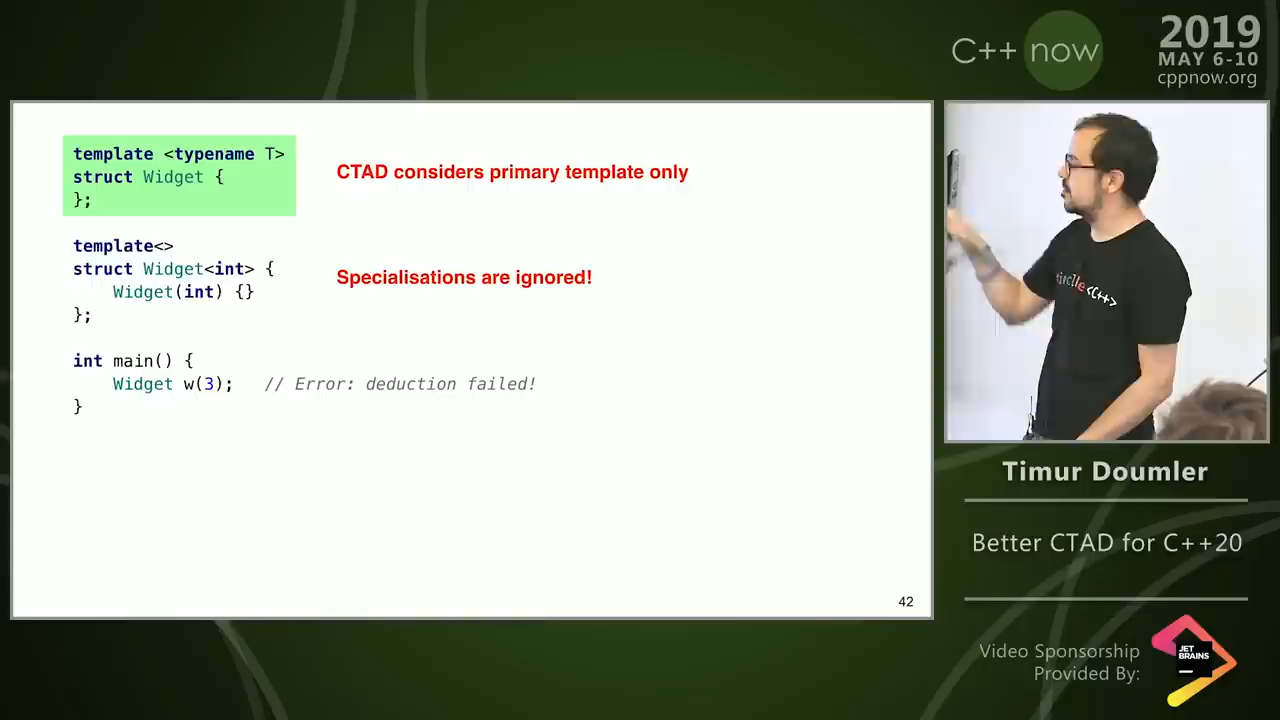 C++ now
2019
MAY 6-10
cppnow.org
template <typename T>
struct Widget {
};
CTAD considers primary template only
template<>
struct Widget<int> {
    Widget(int) {}
};
Specialisations are ignored!
int main() {
    Widget w(3);   // Error: deduction failed!
}
42
<C++>
Timur Doumler
Better CTAD for C++20
Video Sponsorship
Provided By:
JET
BRAINS